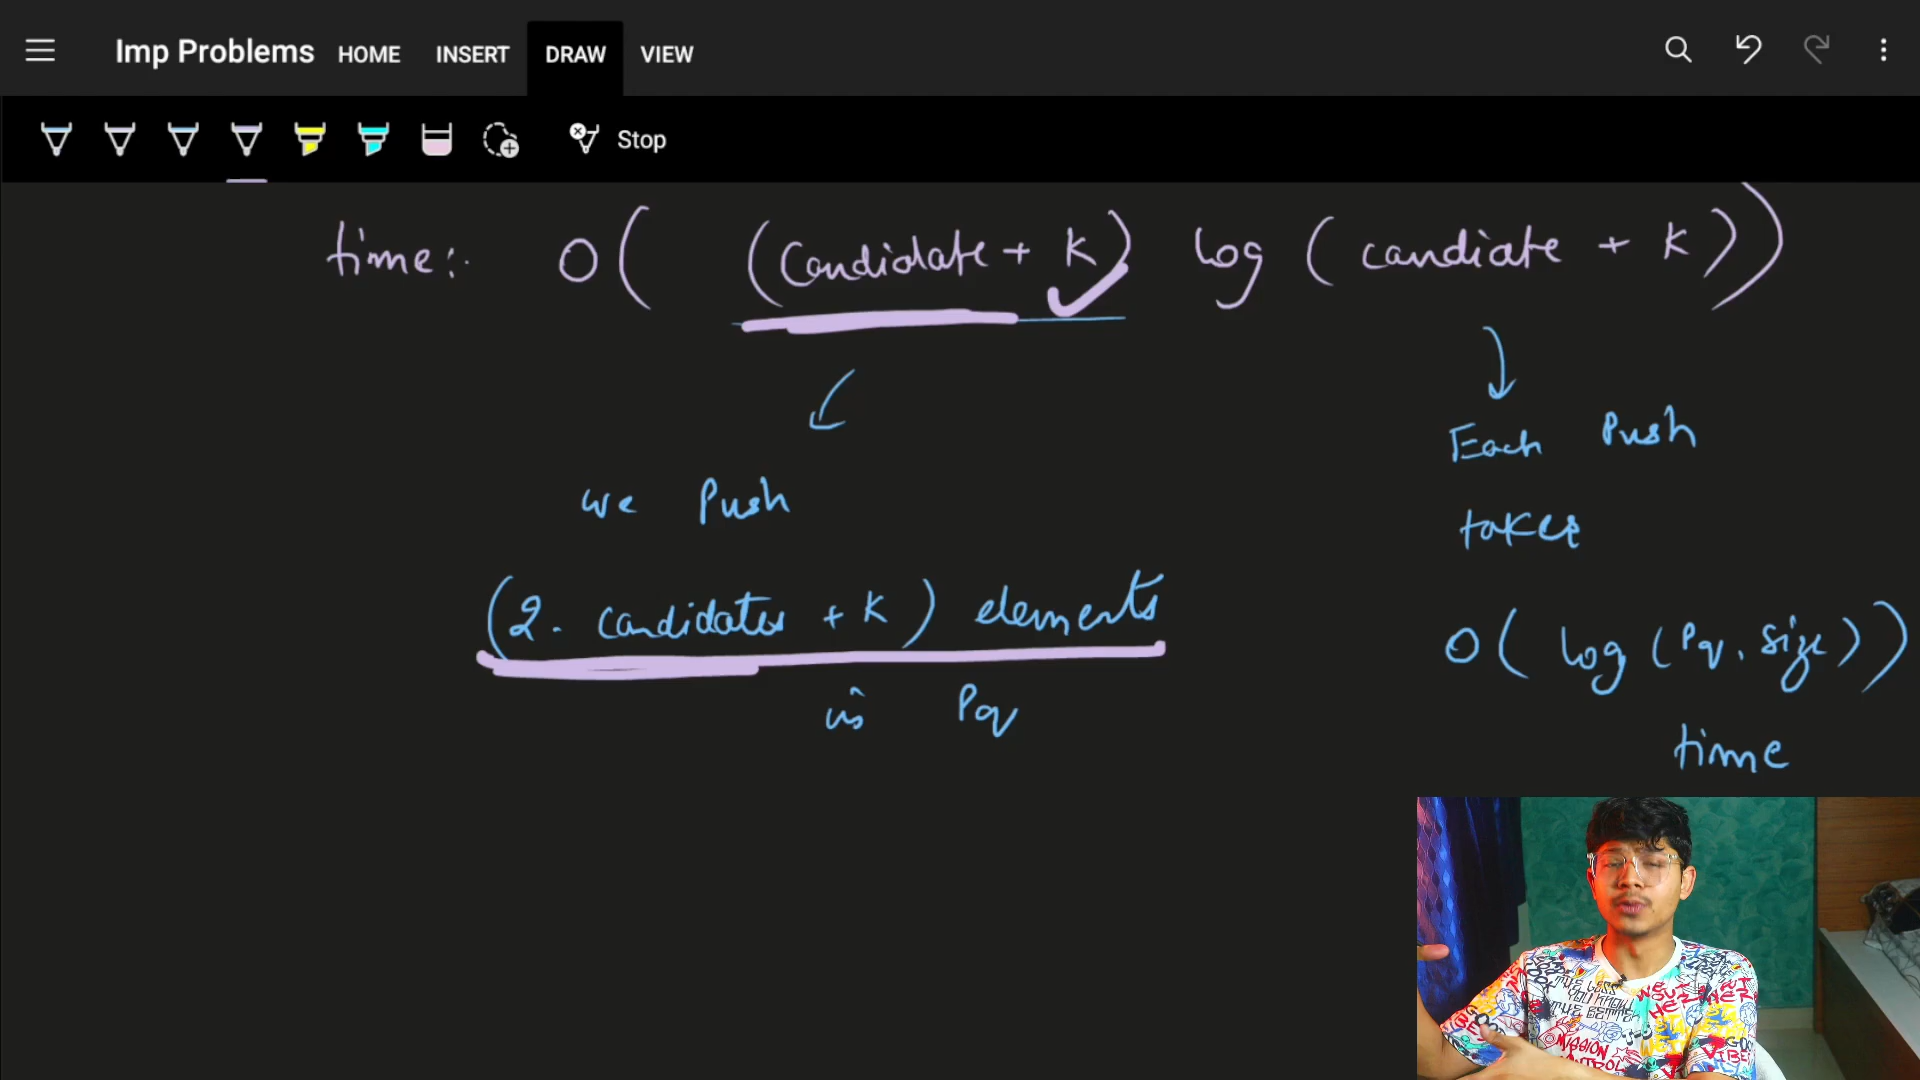 Imp Problems HOME INSERT DRAW VIEW
Stop
time: O( (Candidate + K) log (candiate + K))
Each Push
we Push
takes
(2. candidates + K) elements
O( log (Pq. size))
in Pq
time
MISSION